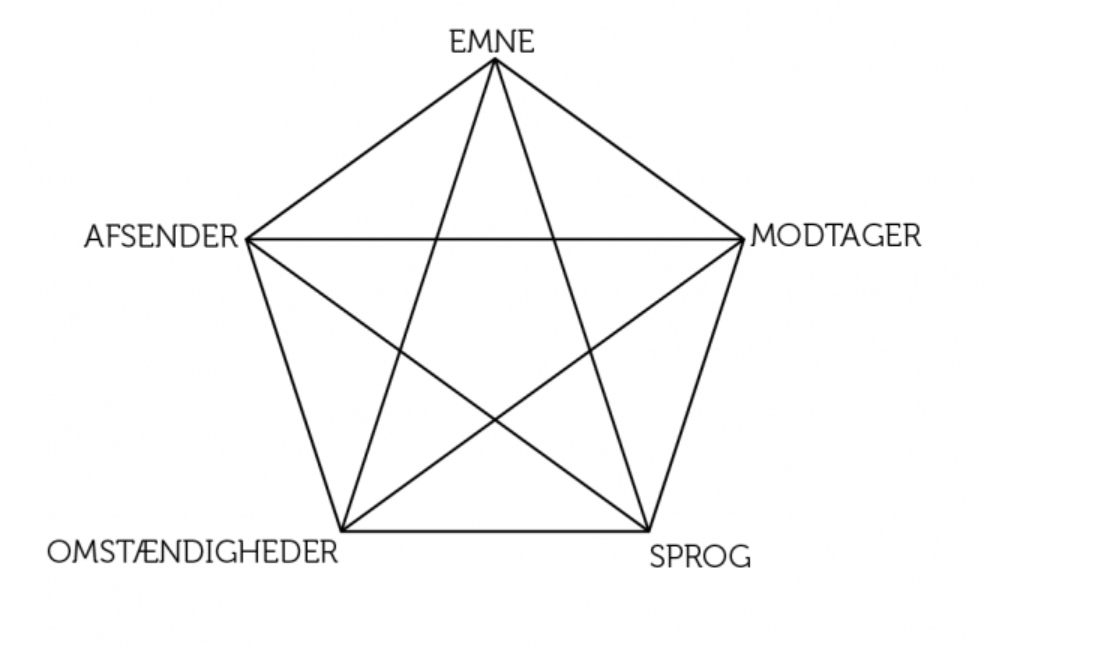 EMNE
AFSENDER
MODTAGER
OMSTÆNDIGHEDER
SPROG